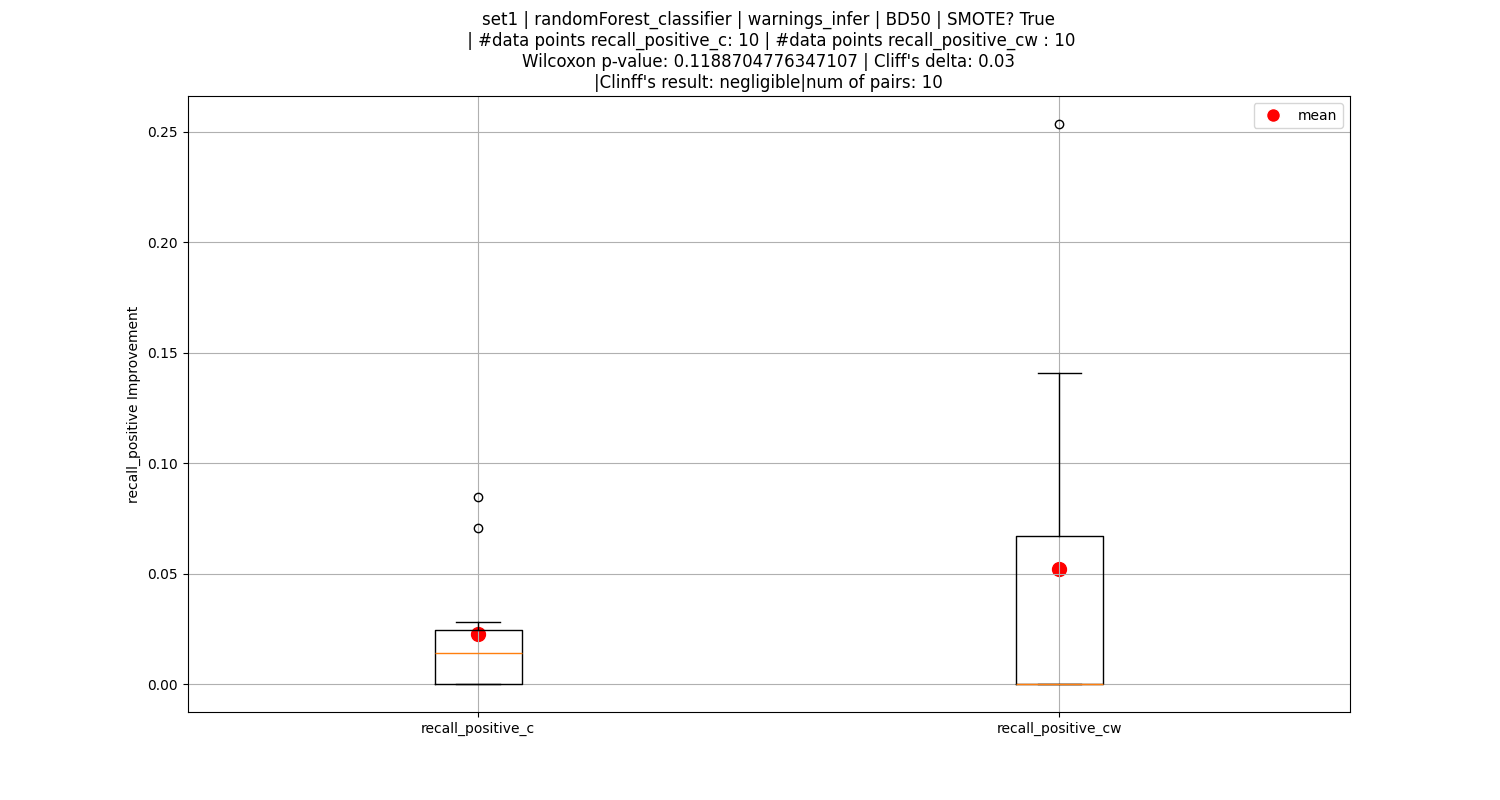 set1 | randomForest_classifier | warnings_infer | BD50 | SMOTE? True
| #data points recall_positive_c: 10 | #data points recall_positive_cw : 10
Wilcoxon p-value: 0.1188704776347107 | Cliff's delta: 0.03
|Clinff's result: negligible|num of pairs: 10
mean
0.25
0.20
0.15
0.10
0.05
0.00
recall_positive Improvement
recall_positive_c
recall_positive_cw